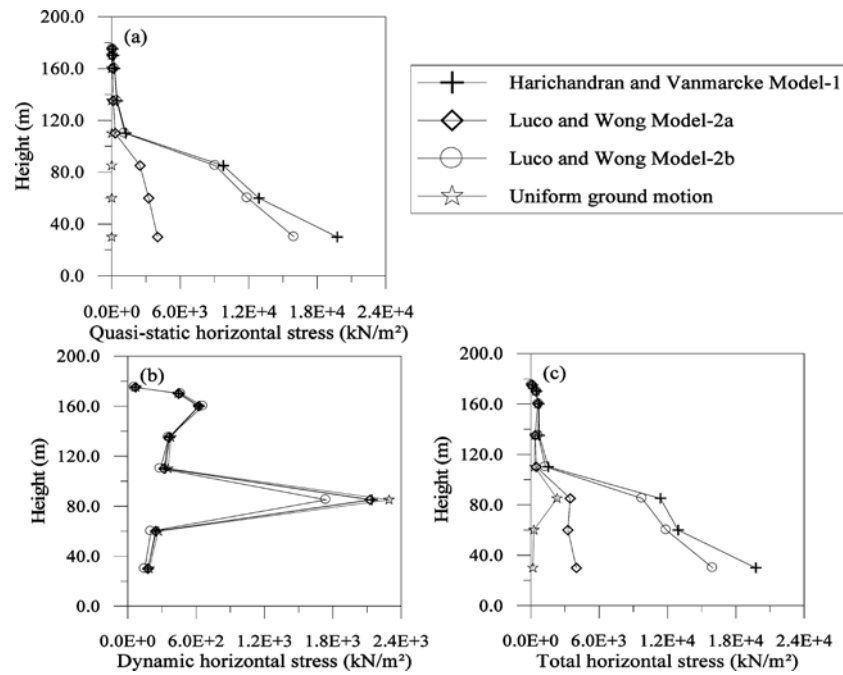 (a)
200.0
160.0
120.0
80.0
40.0
0.0
Height (m)
0.0E+0 6.0E+3 1.2E+4 1.8E+4 2.4E+4
Quasi-static horizontal stress (kN/m²)
Harichandran and Vanmarcke Model-1
Luco and Wong Model-2a
Luco and Wong Model-2b
Uniform ground motion
(b)
200.0
160.0
120.0
80.0
40.0
0.0
Height (m)
0.0E+0 6.0E+2 1.2E+3 1.8E+3 2.4E+3
Dynamic horizontal stress (kN/m²)
(c)
200.0
160.0
120.0
80.0
40.0
0.0
Height (m)
0.0E+0 6.0E+3 1.2E+4 1.8E+4 2.4E+4
Total horizontal stress (kN/m²)